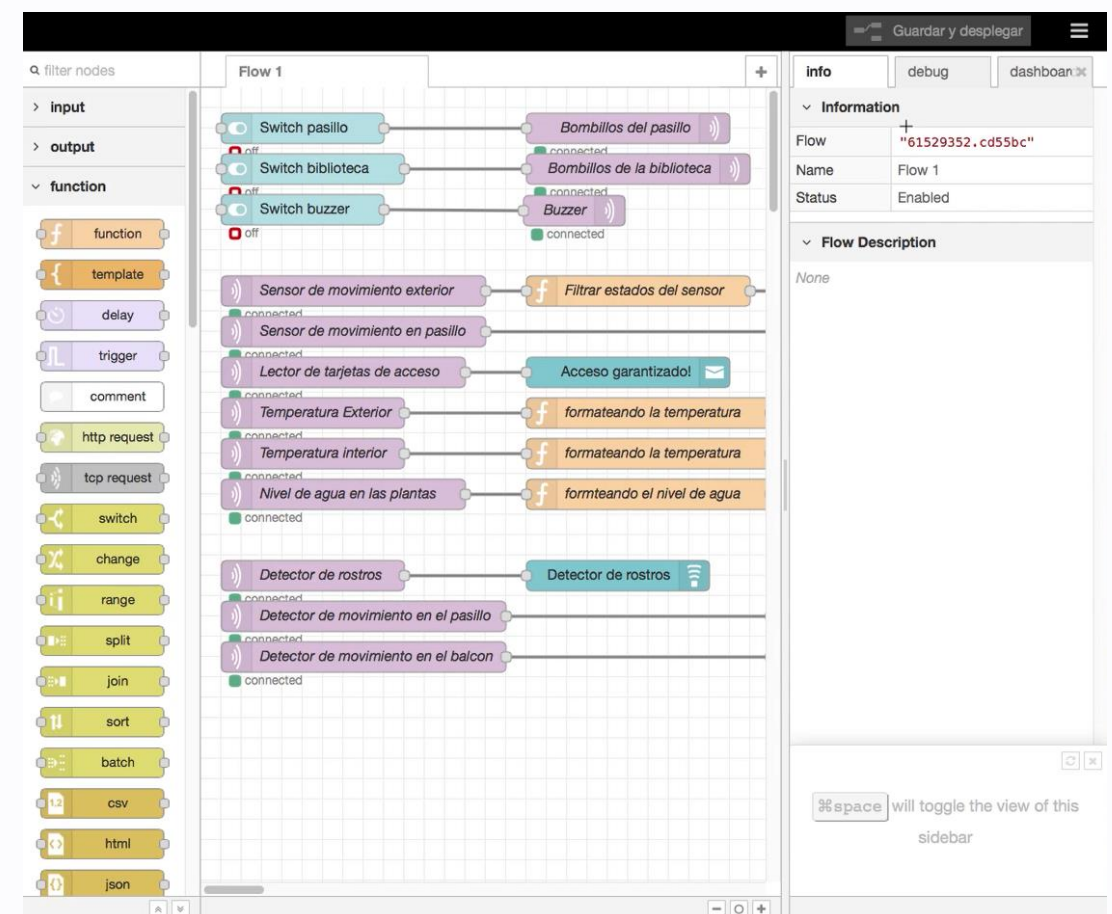 Guardar y desplegar
filter nodes
Flow 1
info
debug
dashboard
input
output
function
function
template
delay
trigger
comment
http request
tcp request
switch
change
range
split
join
sort
batch
1.2
csv
html
json
Switch pasillo
Bombillos del pasillo
off
connected
Switch biblioteca
Bombillos de la biblioteca
off
connected
Switch buzzer
Buzzer
off
connected
Sensor de movimiento exterior
Filtrar estados del sensor
connected
Sensor de movimiento en pasillo
connected
Lector de tarjetas de acceso
Acceso garantizado!
connected
Temperatura Exterior
formateando la temperatura
connected
Temperatura interior
formateando la temperatura
connected
Nivel de agua en las plantas
formteando el nivel de agua
connected
Detector de rostros
Detector de rostros
connected
Detector de movimiento en el pasillo
connected
Detector de movimiento en el balcon
connected
Information
Flow "61529352.cd55bc"
Name Flow 1
Status Enabled
Flow Description
None
⌘space will toggle the view of this
sidebar